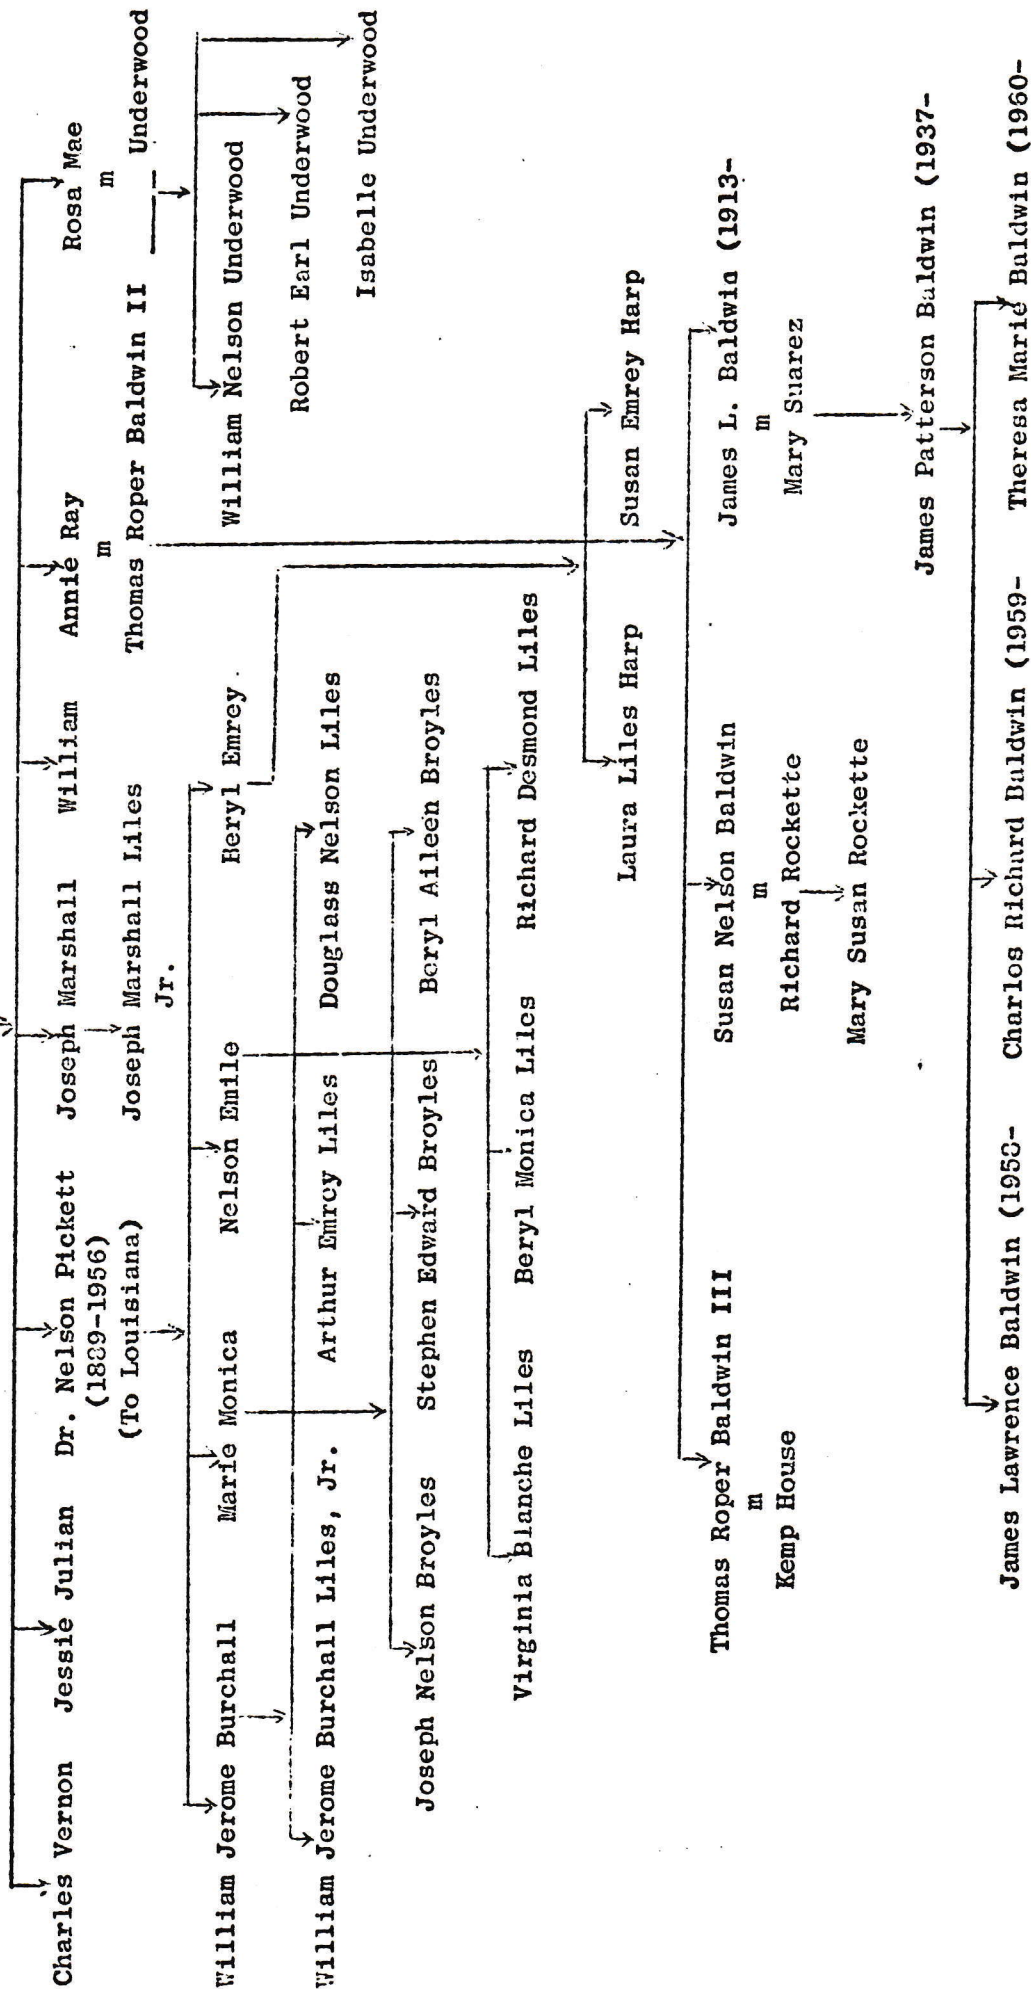 Charles Vernon Jessie Julian Dr. Nelson Pickett Joseph Marshall William Annie Ray Rosa Mae
(1889-1956) m m
(To Louisiana) Joseph Marshall Liles Thomas Roper Baldwin II Underwood
Jr.
William Jerome Burchall Marie Monica Nelson Emile Beryl Emrey William Nelson Underwood
Robert Earl Underwood
William Jerome Burchall Liles, Jr. Arthur Emrey Liles Douglass Nelson Liles
Isabelle Underwood
Joseph Nelson Broyles Stephen Edward Broyles Beryl Aileen Broyles
Virginia Blanche Liles Beryl Monica Liles Richard Desmond Liles
Laura Liles Harp Susan Emrey Harp
Thomas Roper Baldwin III Susan Nelson Baldwin James L. Baldwin (1913-
m m m
Kemp House Richard Rockette Mary Suarez
Mary Susan Rockette
James Patterson Baldwin (1937-
James Lawrence Baldwin (1958- Charles Richard Baldwin (1959- Theresa Marie Baldwin (1960-